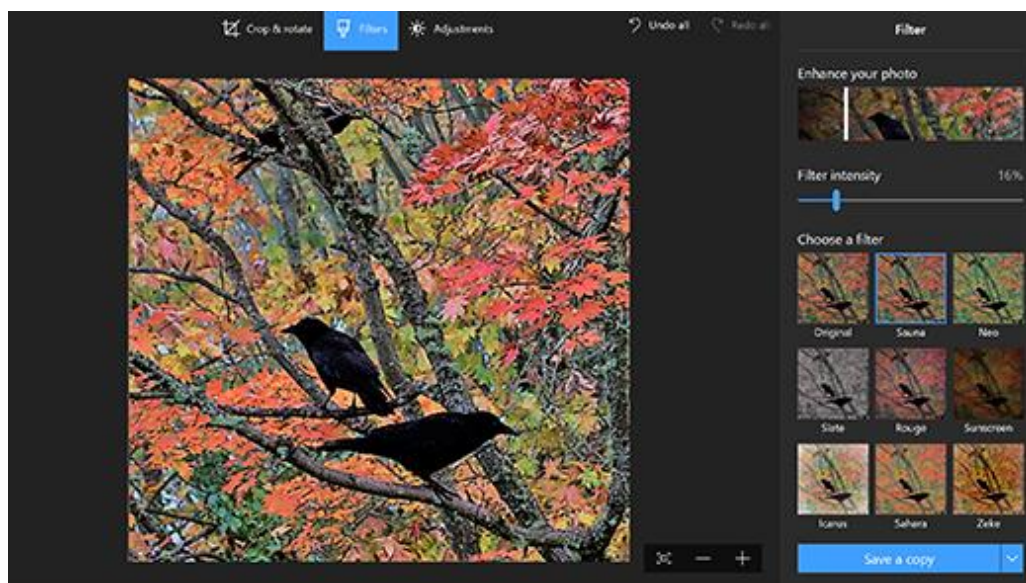 Crop & rotate Filters Adjustments Undo all Redo all
Filter
Enhance your photo
Filter intensity 16%
Choose a filter
Original Sauna Neo
Slate Rouge Sunscreen
Icarus Sahara Zeke
Save a copy